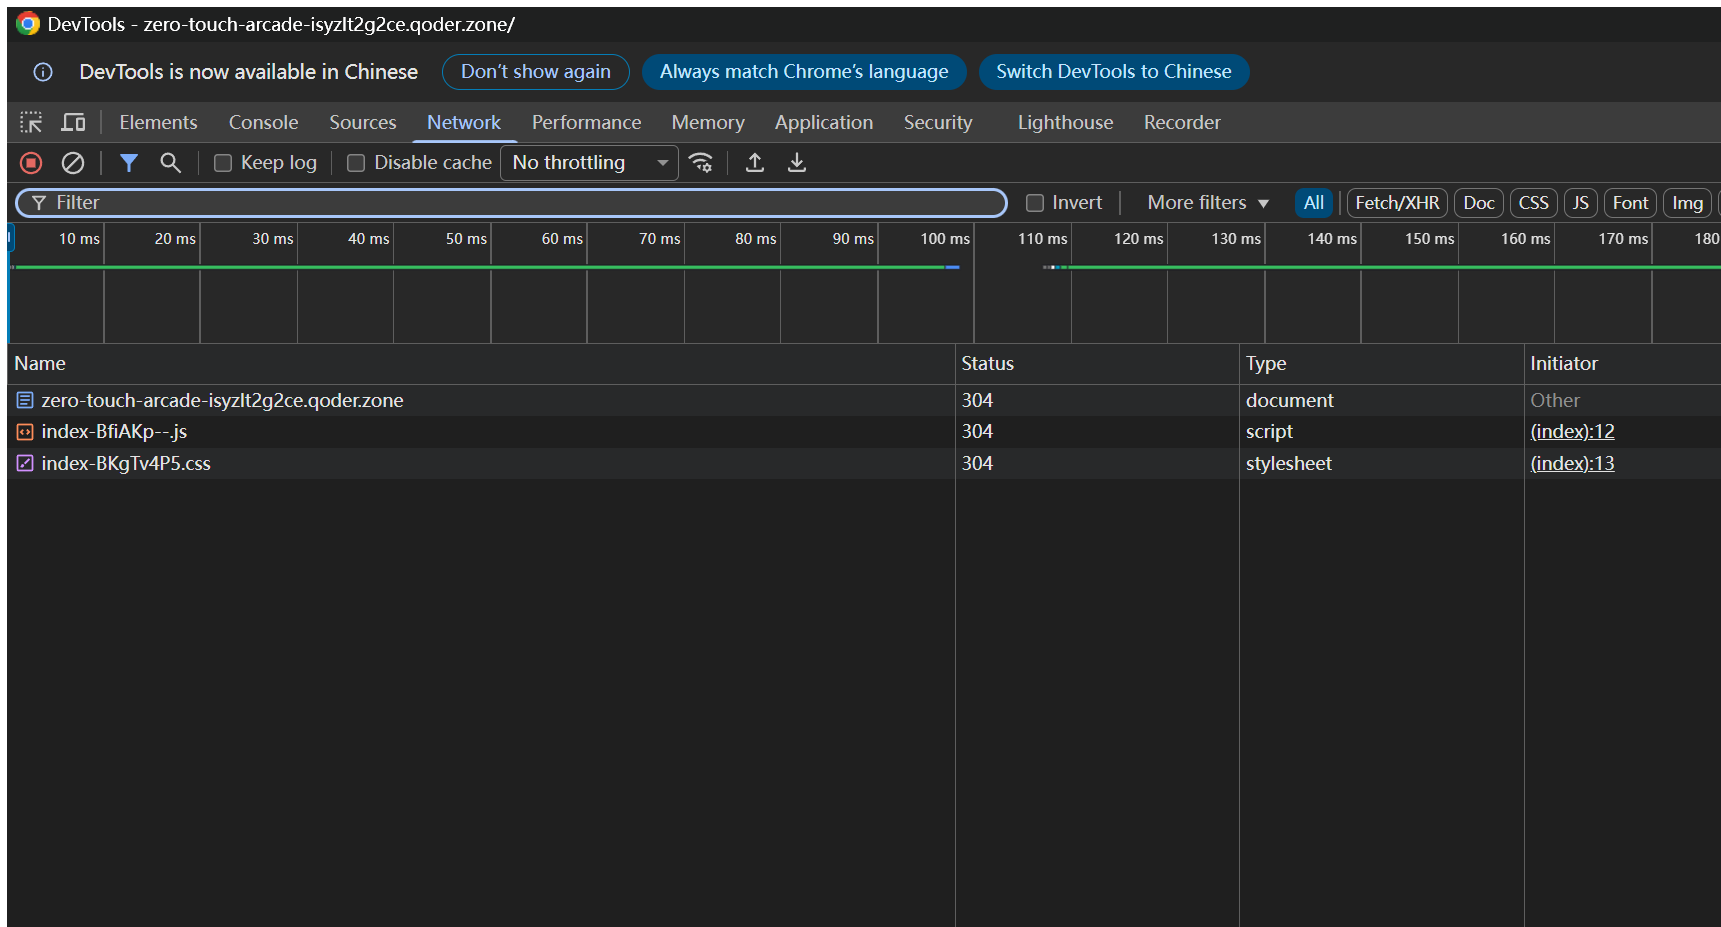 DevTools - zero-touch-arcade-isyzlt2g2ce.qoder.zone/
DevTools is now available in Chinese Don't show again Always match Chrome's language Switch DevTools to Chinese
Elements Console Sources Network Performance Memory Application Security Lighthouse Recorder
Keep log Disable cache No throttling
Filter Invert More filters All Fetch/XHR Doc CSS JS Font Img
10 ms 20 ms 30 ms 40 ms 50 ms 60 ms 70 ms 80 ms 90 ms 100 ms 110 ms 120 ms 130 ms 140 ms 150 ms 160 ms 170 ms 180
Name Status Type Initiator
zero-touch-arcade-isyzlt2g2ce.qoder.zone 304 document Other
index-BfiAKp--.js 304 script (index):12
index-BKgTv4P5.css 304 stylesheet (index):13